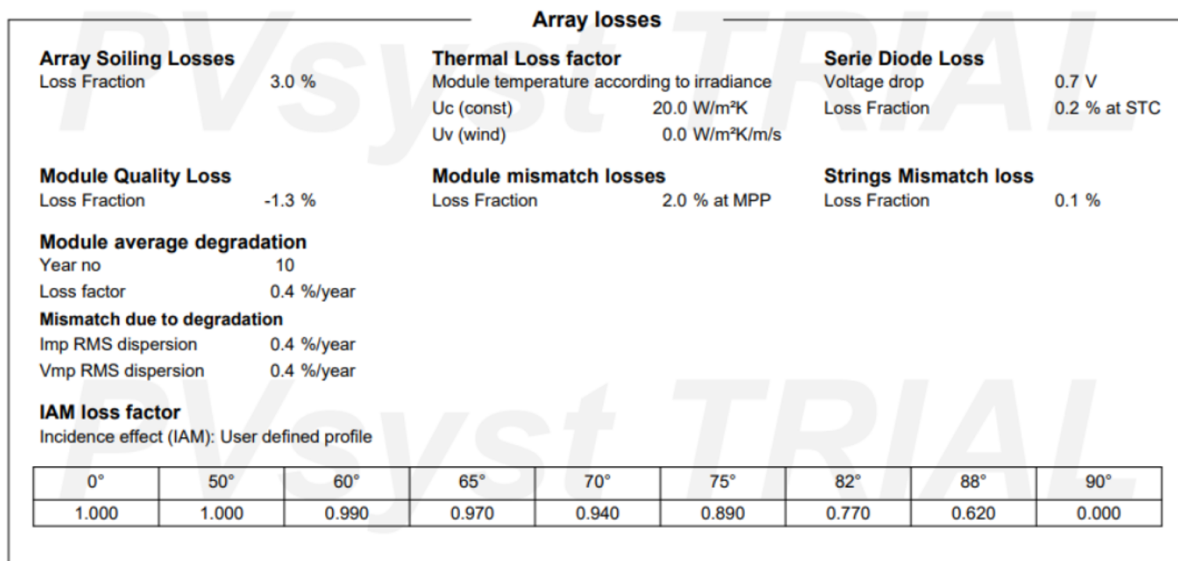 Array losses
Array Soiling Losses
Loss Fraction 3.0 %
Thermal Loss factor
Module temperature according to irradiance
Uc (const) 20.0 W/m²K
Uv (wind) 0.0 W/m²K/m/s
Serie Diode Loss
Voltage drop 0.7 V
Loss Fraction 0.2 % at STC
Module Quality Loss
Loss Fraction -1.3 %
Module mismatch losses
Loss Fraction 2.0 % at MPP
Strings Mismatch loss
Loss Fraction 0.1 %
Module average degradation
Year no 10
Loss factor 0.4 %/year
Mismatch due to degradation
Imp RMS dispersion 0.4 %/year
Vmp RMS dispersion 0.4 %/year
IAM loss factor
Incidence effect (IAM): User defined profile
0° 50° 60° 65° 70° 75° 82° 88° 90°
1.000 1.000 0.990 0.970 0.940 0.890 0.770 0.620 0.000
PVsyst TRIAL
PVsyst TRIAL